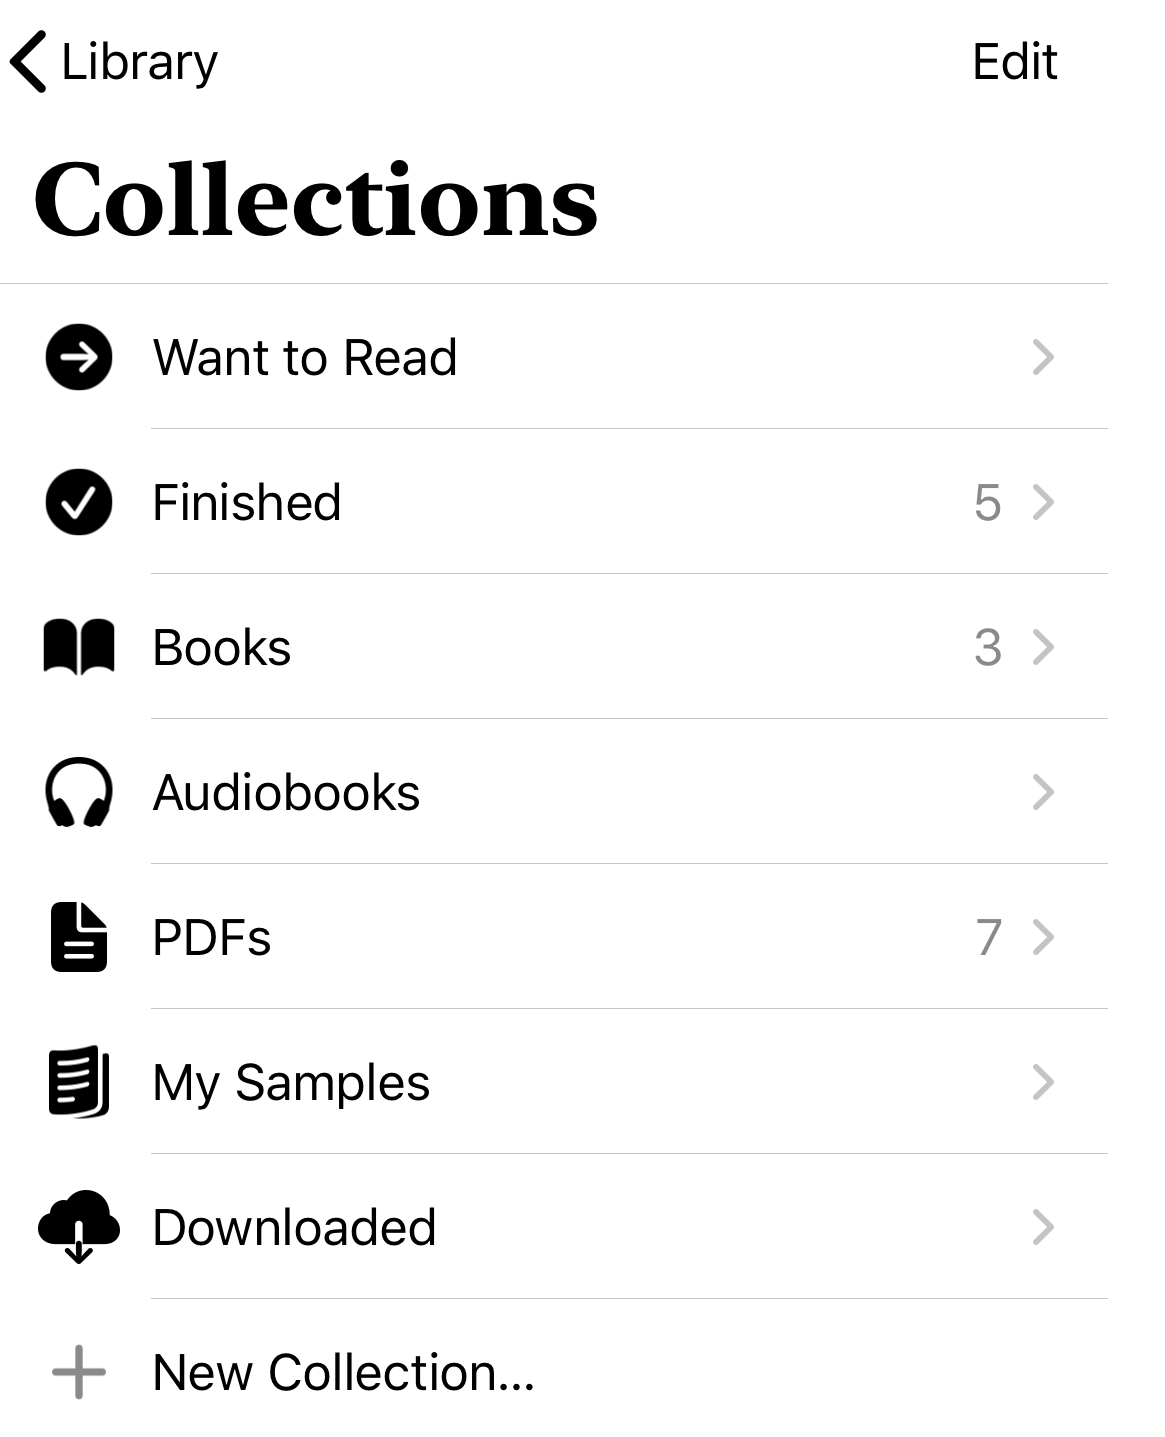 Library Edit
Collections
Want to Read
Finished 5
Books 3
Audiobooks
PDFs 7
My Samples
Downloaded
New Collection...